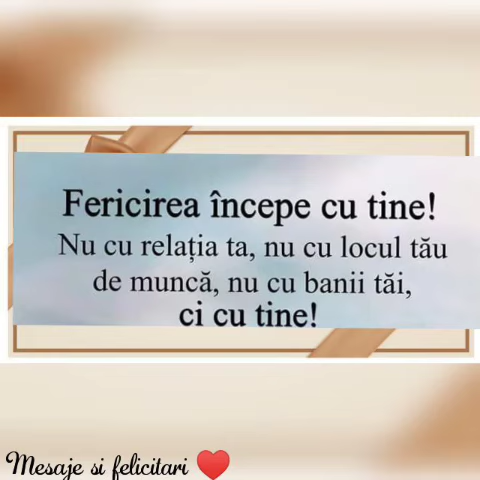 Fericirea începe cu tine!
Nu cu relația ta, nu cu locul tău
de muncă, nu cu banii tăi,
ci cu tine!
Mesaje si felicitari ❤️